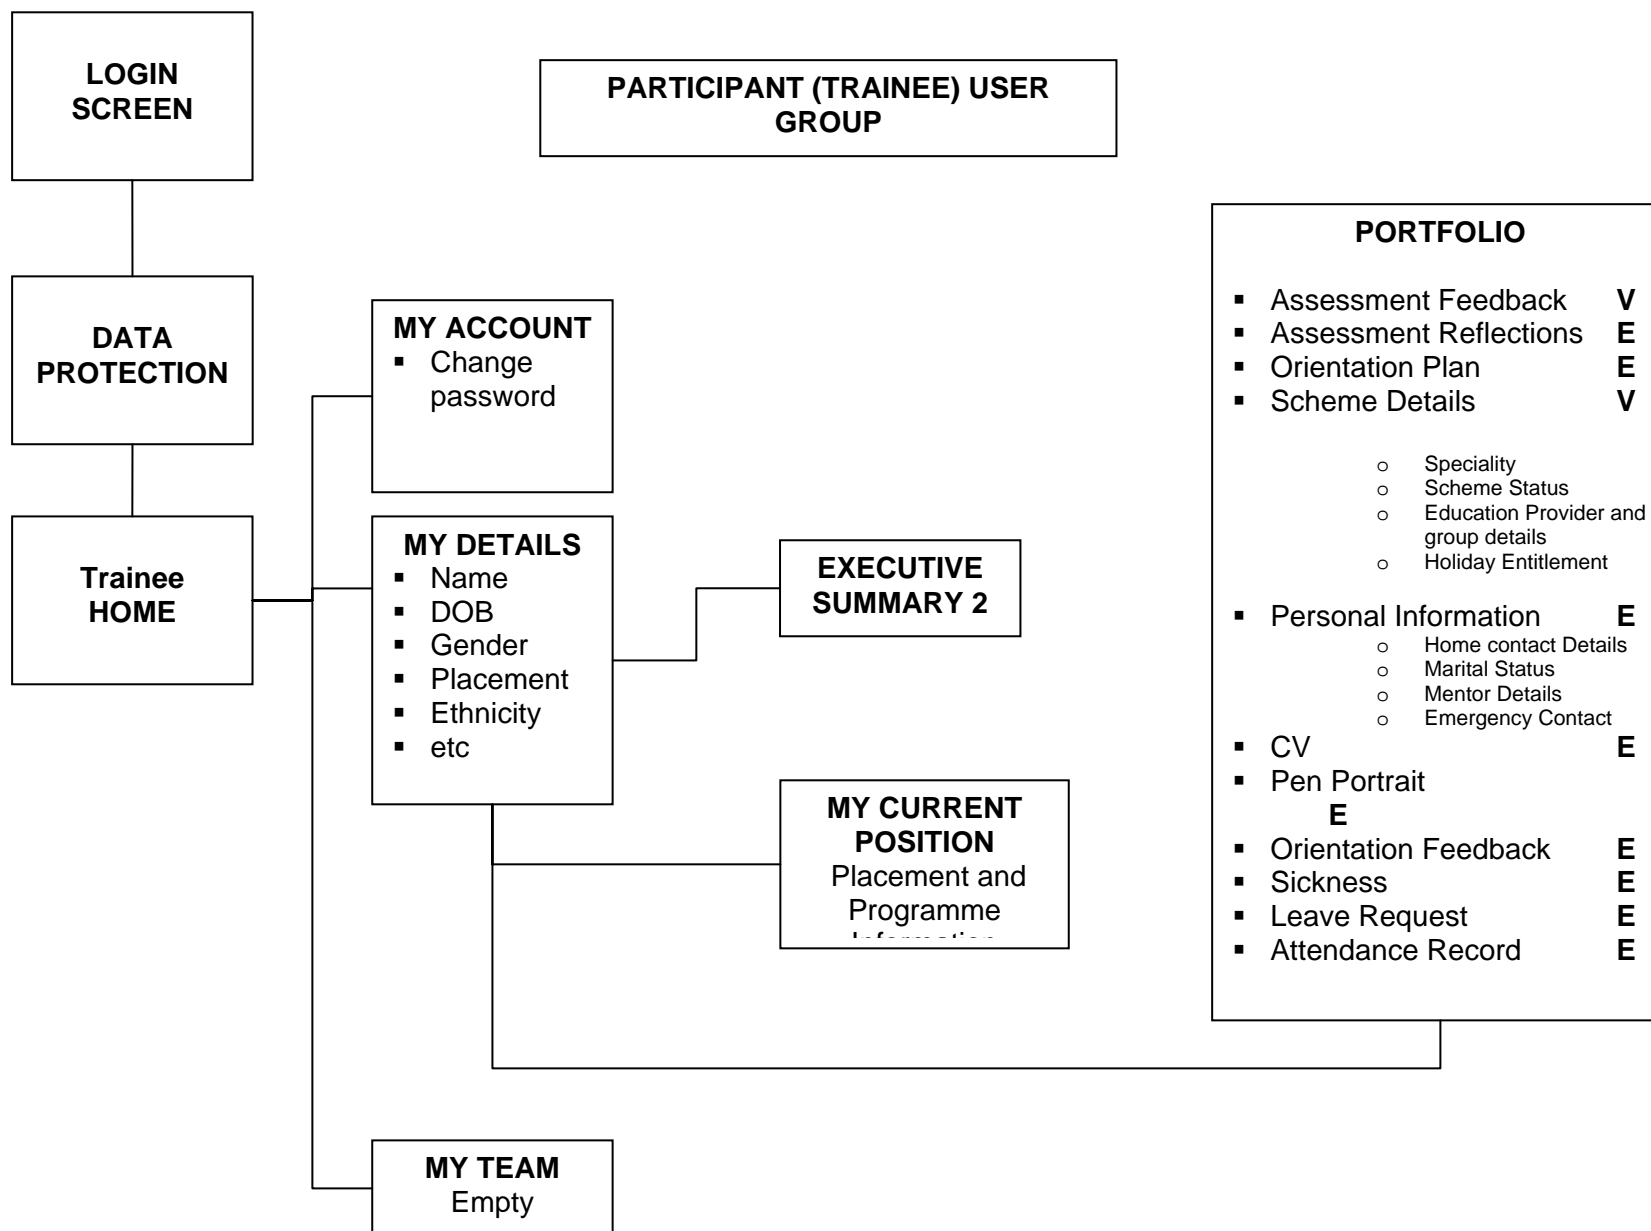 LOGIN
SCREEN
PARTICIPANT (TRAINEE) USER
GROUP
DATA
PROTECTION
Trainee
HOME
MY ACCOUNT
▪ Change
password
MY DETAILS
▪ Name
▪ DOB
▪ Gender
▪ Placement
▪ Ethnicity
▪ etc
EXECUTIVE
SUMMARY 2
MY CURRENT
POSITION
Placement and
Programme
MY TEAM
Empty
PORTFOLIO
▪ Assessment Feedback V
▪ Assessment Reflections E
▪ Orientation Plan E
▪ Scheme Details V
o Speciality
o Scheme Status
o Education Provider and
group details
o Holiday Entitlement
▪ Personal Information E
o Home contact Details
o Marital Status
o Mentor Details
o Emergency Contact
▪ CV E
▪ Pen Portrait
E
▪ Orientation Feedback E
▪ Sickness E
▪ Leave Request E
▪ Attendance Record E